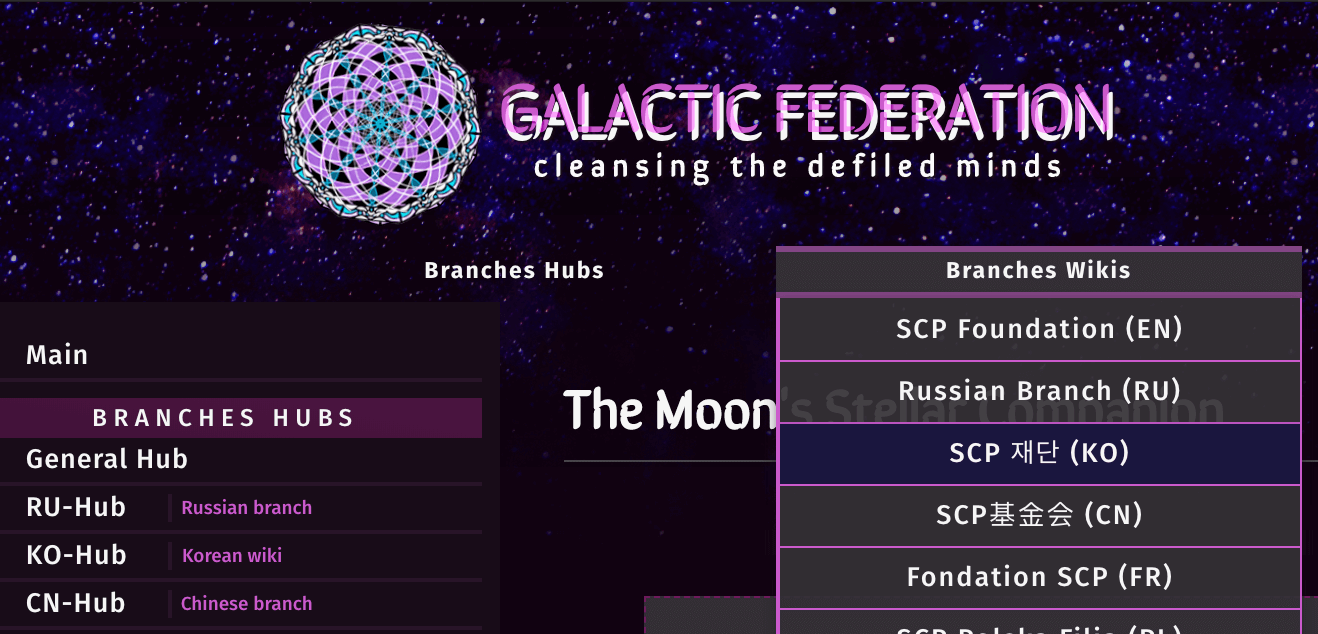 GALACTIC FEDERATION
cleansing the defiled minds
Branches Hubs
Branches Wikis
Main
BRANCHES HUBS
General Hub
RU-Hub Russian branch
KO-Hub Korean wiki
CN-Hub Chinese branch
The Moon's Stellar Companion
SCP Foundation (EN)
Russian Branch (RU)
SCP 재단 (KO)
SCP基金会 (CN)
Fondation SCP (FR)